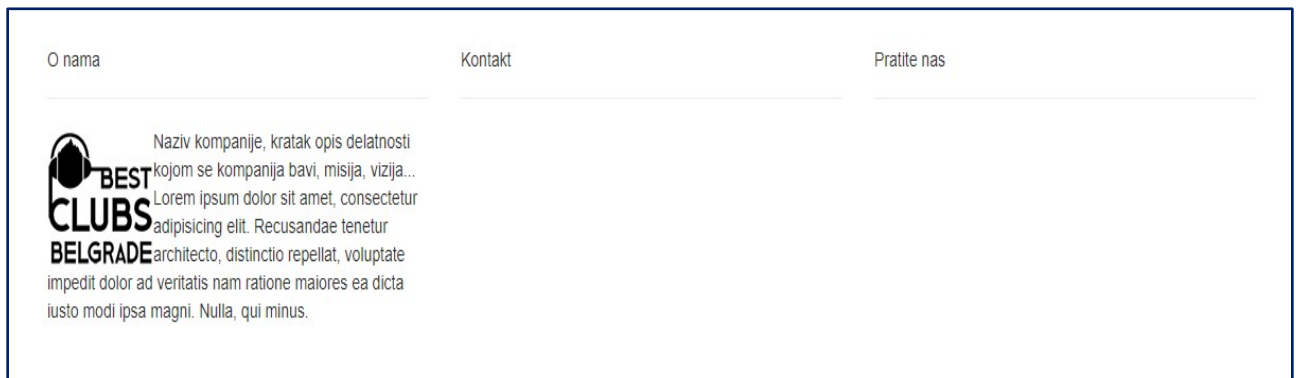 O nama
Kontakt
Pratite nas
BEST
CLUBS
BELGRADE
Naziv kompanije, kratak opis delatnosti
kojom se kompanija bavi, misija, vizija...
Lorem ipsum dolor sit amet, consectetur
adipisicing elit. Recusandae tenetur
architecto, distinctio repellat, voluptate
impedit dolor ad veritatis nam ratione maiores ea dicta
iusto modi ipsa magni. Nulla, qui minus.